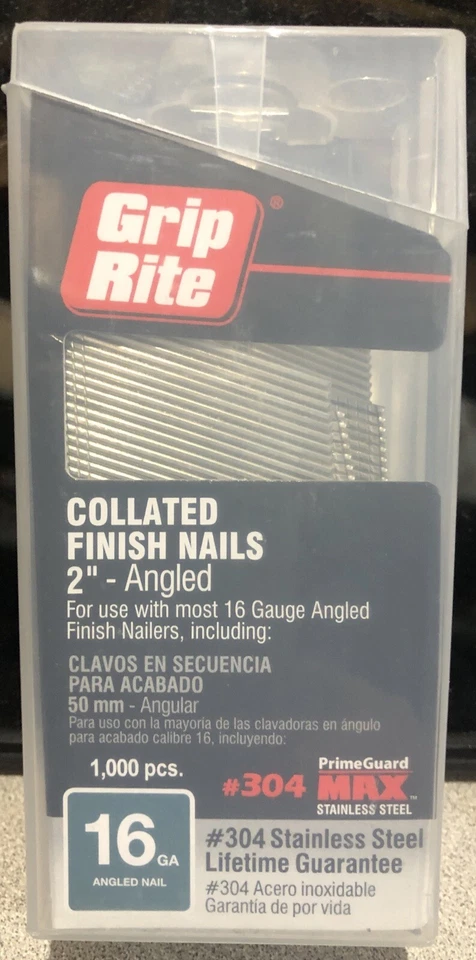 Grip
Rite®
COLLATED
FINISH NAILS
2" - Angled
For use with most 16 Gauge Angled
Finish Nailers, including:
CLAVOS EN SECUENCIA
PARA ACABADO
50 mm - Angular
Para uso con la mayoría de las clavadoras en ángulo
para acabado calibre 16, incluyendo:
1,000 pcs.
#304 PrimeGuard
MAX™
STAINLESS STEEL
16 GA
ANGLED NAIL
#304 Stainless Steel
Lifetime Guarantee
#304 Acero inoxidable
Garantía de por vida